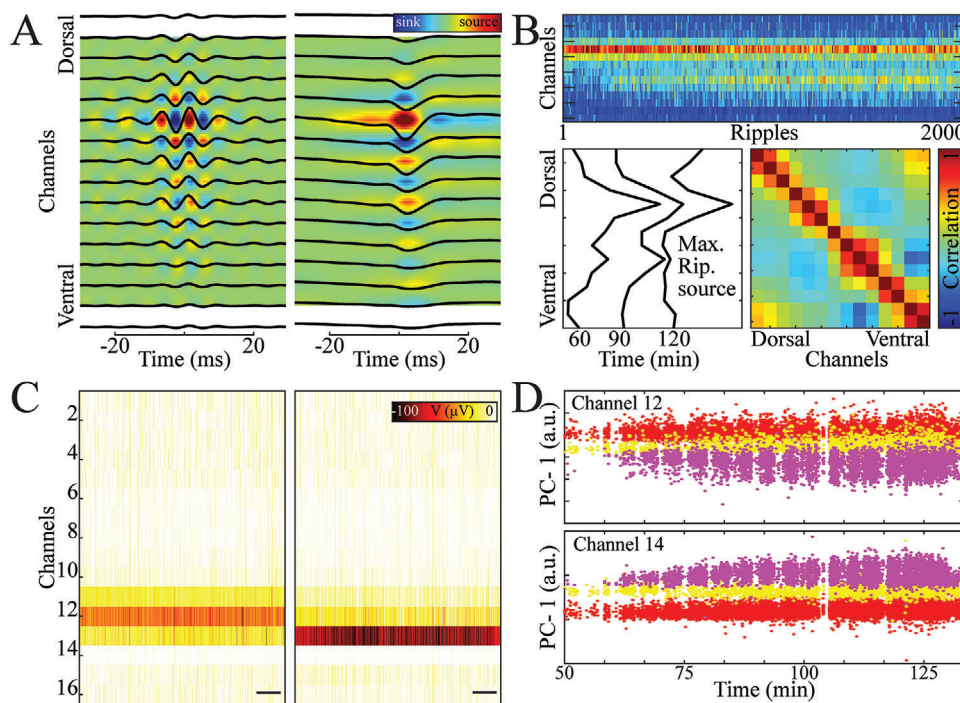 A
sink source
Dorsal
Channels
Ventral
-20 20
Time (ms)
-20 20
Time (ms)
B
Channels
1 Ripples 2000
Dorsal
Ventral
Max.
Rip.
source
60 90 120
Time (min)
Dorsal Ventral
Channels
-1 Correlation 1
C
-100 V (µV) 0
Channels
2
4
6
8
10
12
14
16
D
Channel 12
PC- 1 (a.u.)
Channel 14
PC- 1 (a.u.)
50 75 100 125
Time (min)